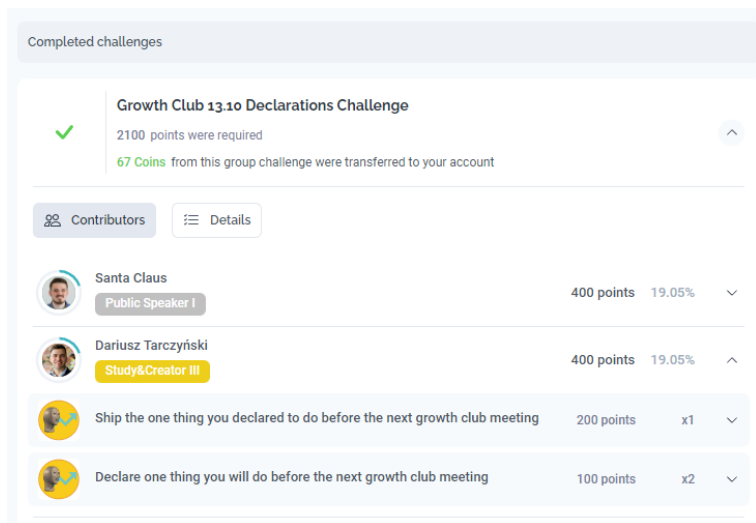 Completed challenges
Growth Club 13.10 Declarations Challenge
2100 points were required
67 Coins from this group challenge were transferred to your account
Contributors
Details
Santa Claus
Public Speaker I
400 points 19.05%
Dariusz Tarczyński
Study&Creator III
400 points 19.05%
Ship the one thing you declared to do before the next growth club meeting 200 points x1
Declare one thing you will do before the next growth club meeting 100 points x2